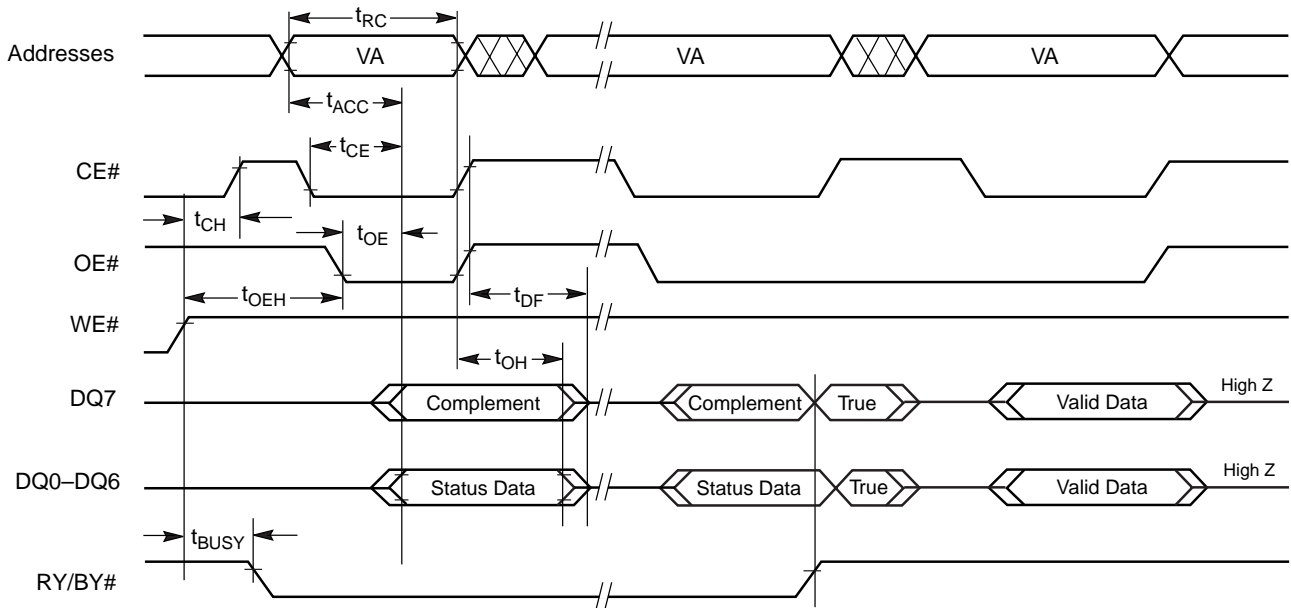 tRC
Addresses VA VA VA
tACC
tCE
CE#
tCH
tOE
OE#
tOEH tDF
WE#
tOH
DQ7 Complement Complement True Valid Data High Z
DQ0–DQ6 Status Data Status Data True Valid Data High Z
tBUSY
RY/BY#